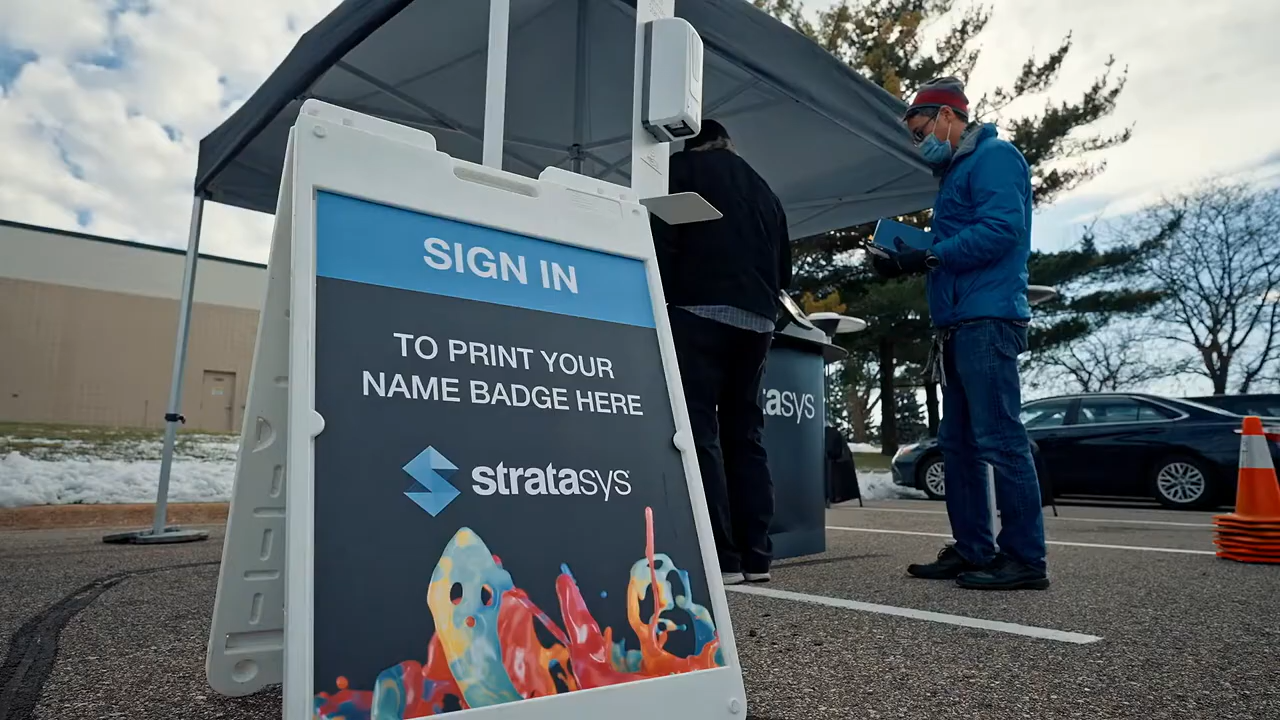 SIGN IN
TO PRINT YOUR
NAME BADGE HERE
stratasys
tasys